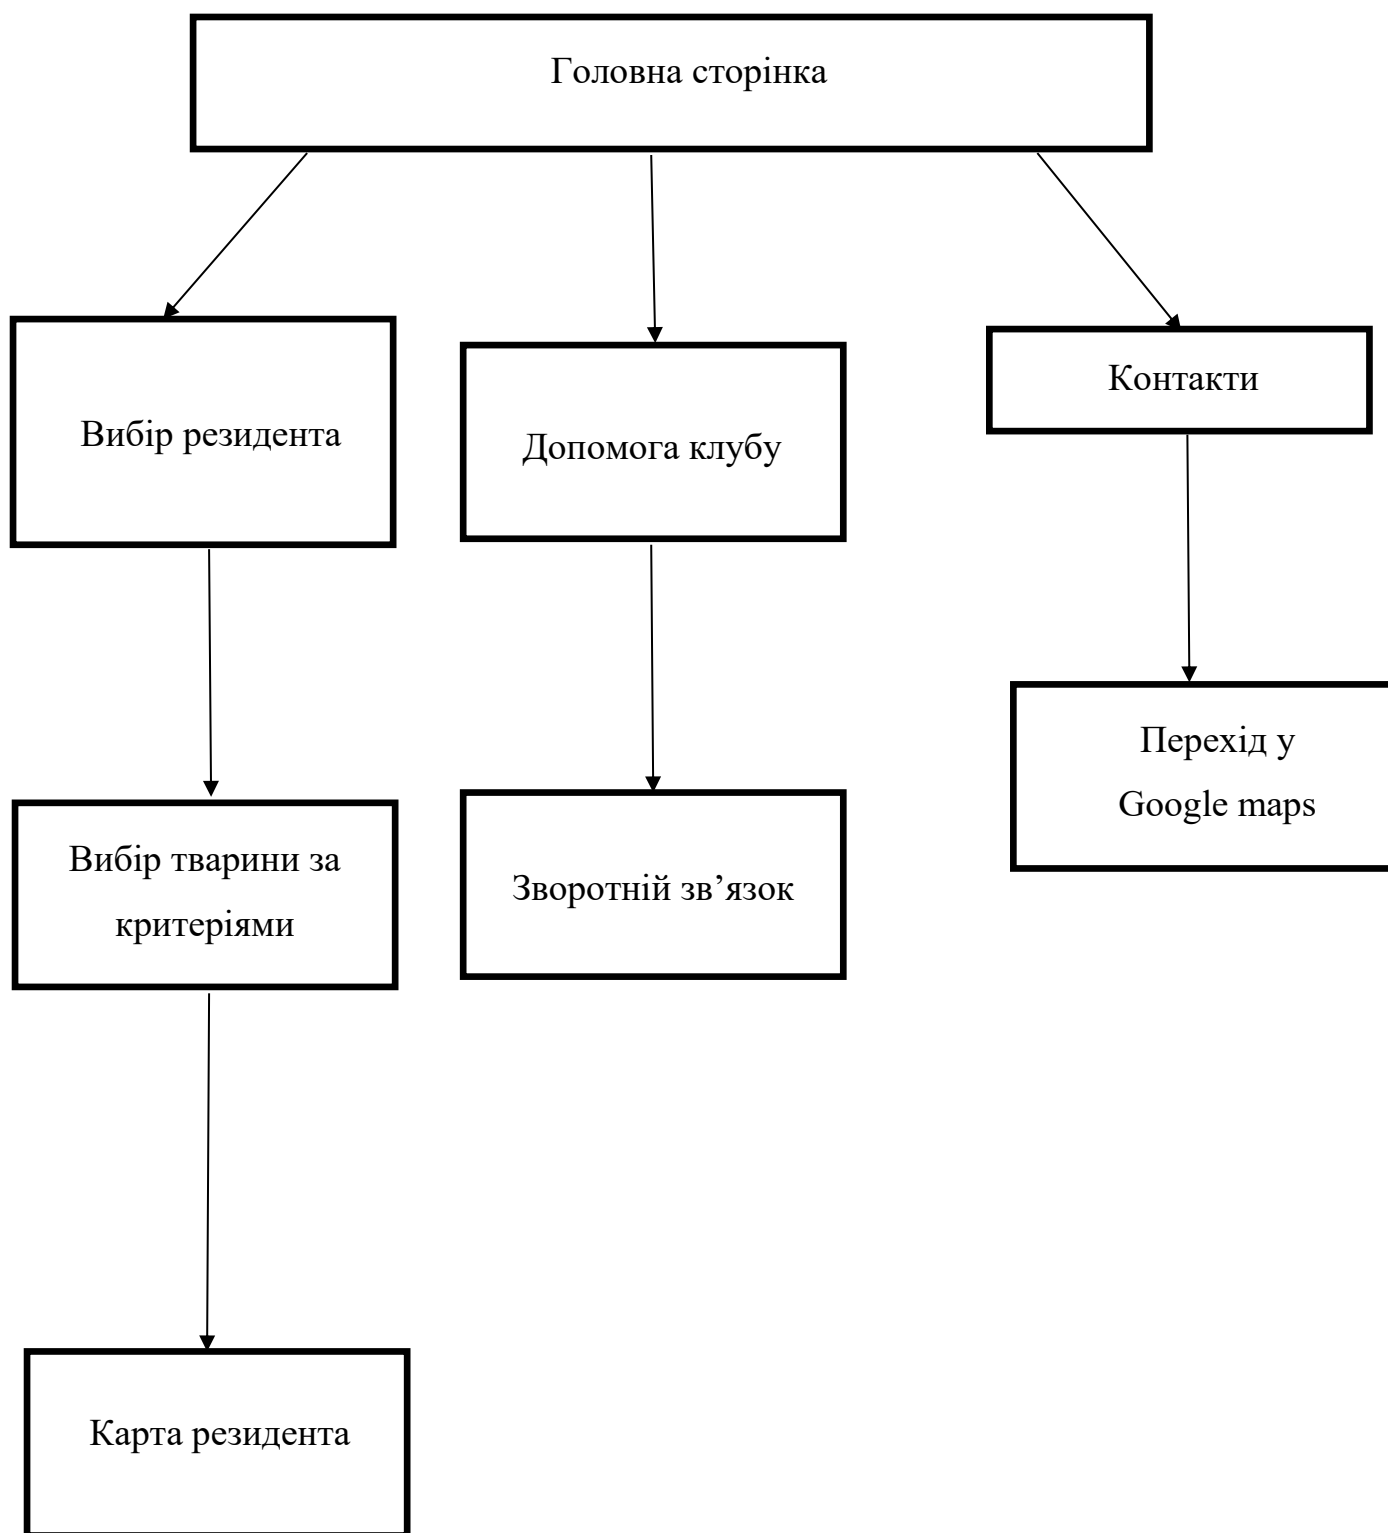 Головна сторінка
Вибір резидента
Допомога клубу
Контакти
Вибір тварини за
критеріями
Зворотній зв’язок
Перехід у
Google maps
Карта резидента